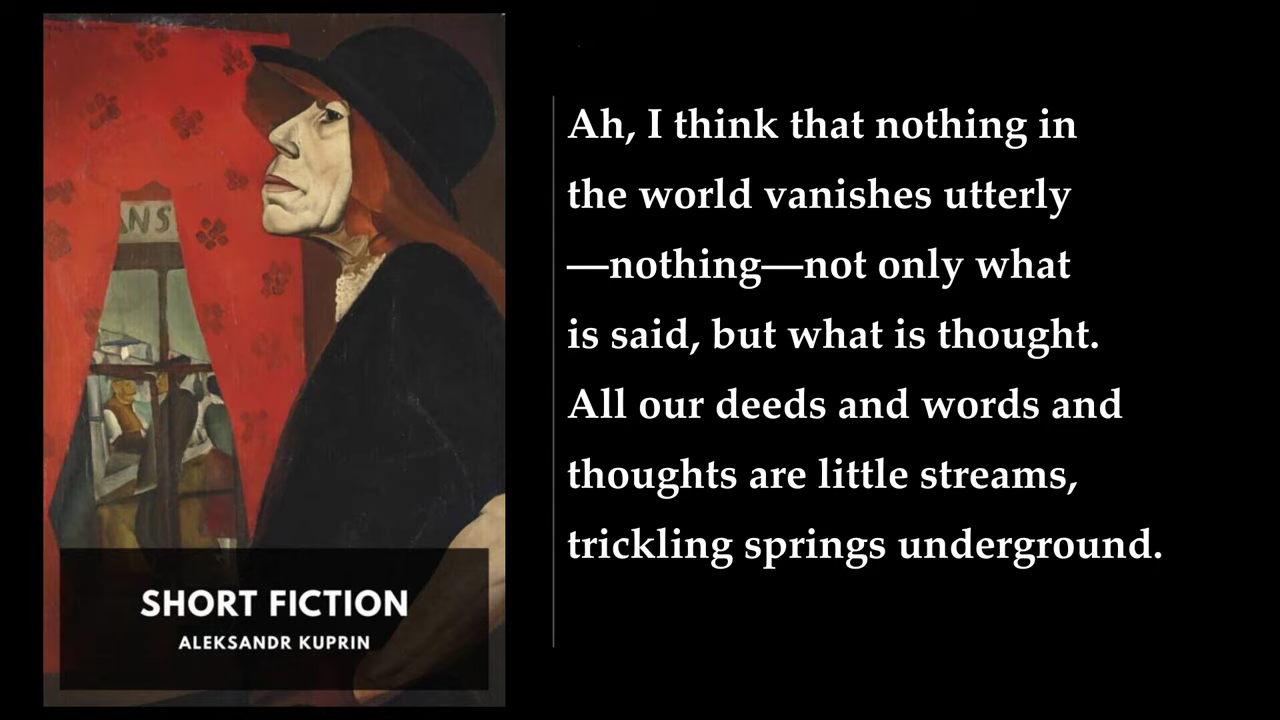 ANS
SHORT FICTION
ALEKSANDR KUPRIN
Ah, I think that nothing in
the world vanishes utterly
—nothing—not only what
is said, but what is thought.
All our deeds and words and
thoughts are little streams,
trickling springs underground.